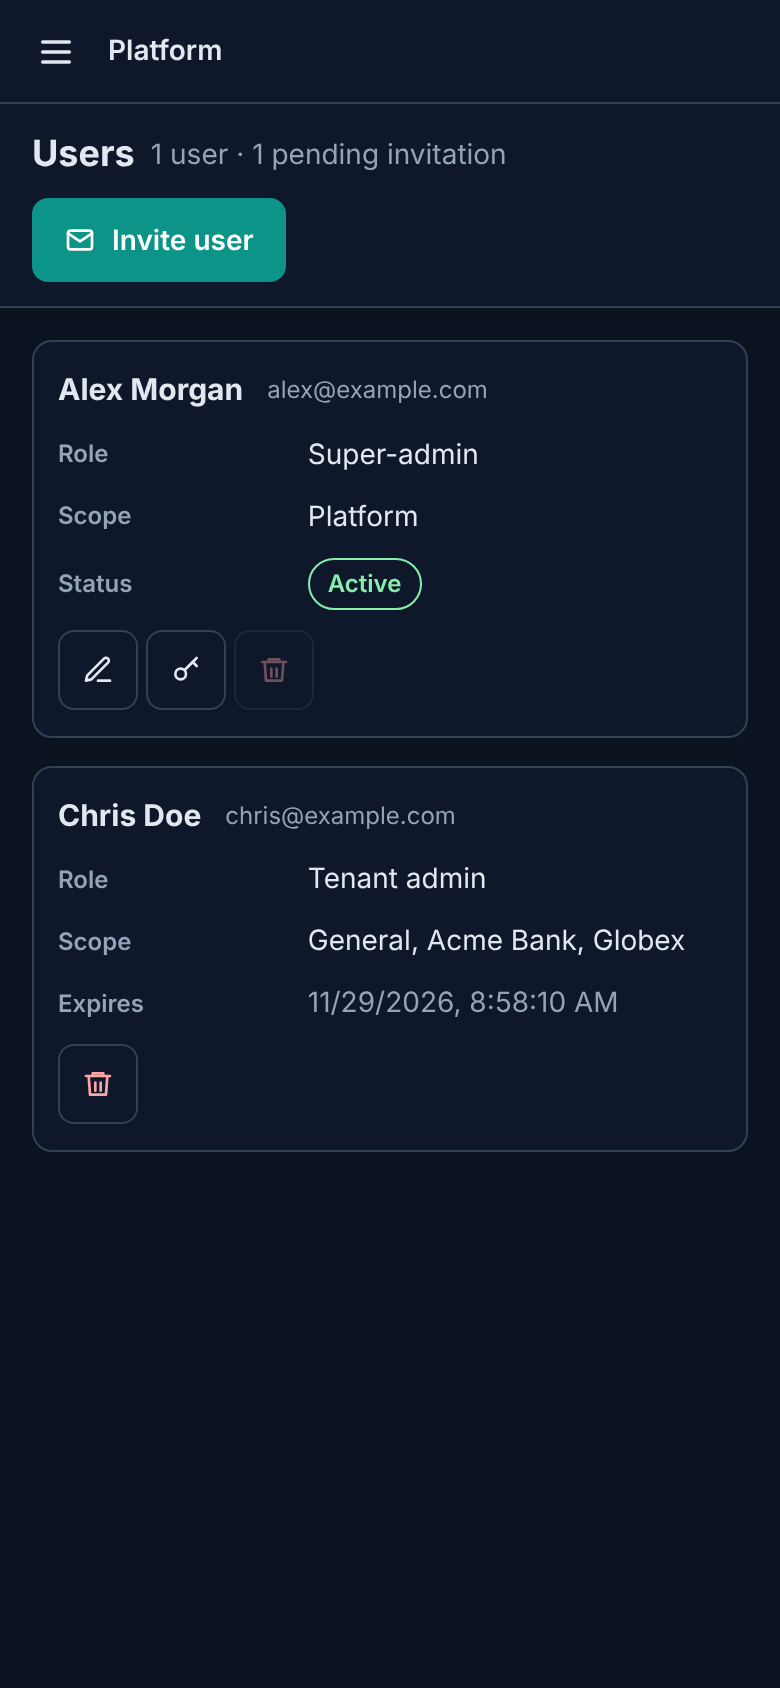 Platform
Users 1 user · 1 pending invitation
Invite user
Alex Morgan alex@example.com
Role Super-admin
Scope Platform
Status Active
Chris Doe chris@example.com
Role Tenant admin
Scope General, Acme Bank, Globex
Expires 11/29/2026, 8:58:10 AM